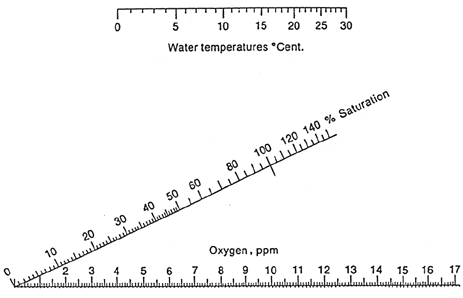 0 5 10 15 20 25 30
Water temperatures °Cent.
0 10 20 30 40 50 60 80 100 120 140 % Saturation
Oxygen, ppm
0 1 2 3 4 5 6 7 8 9 10 11 12 13 14 15 16 17